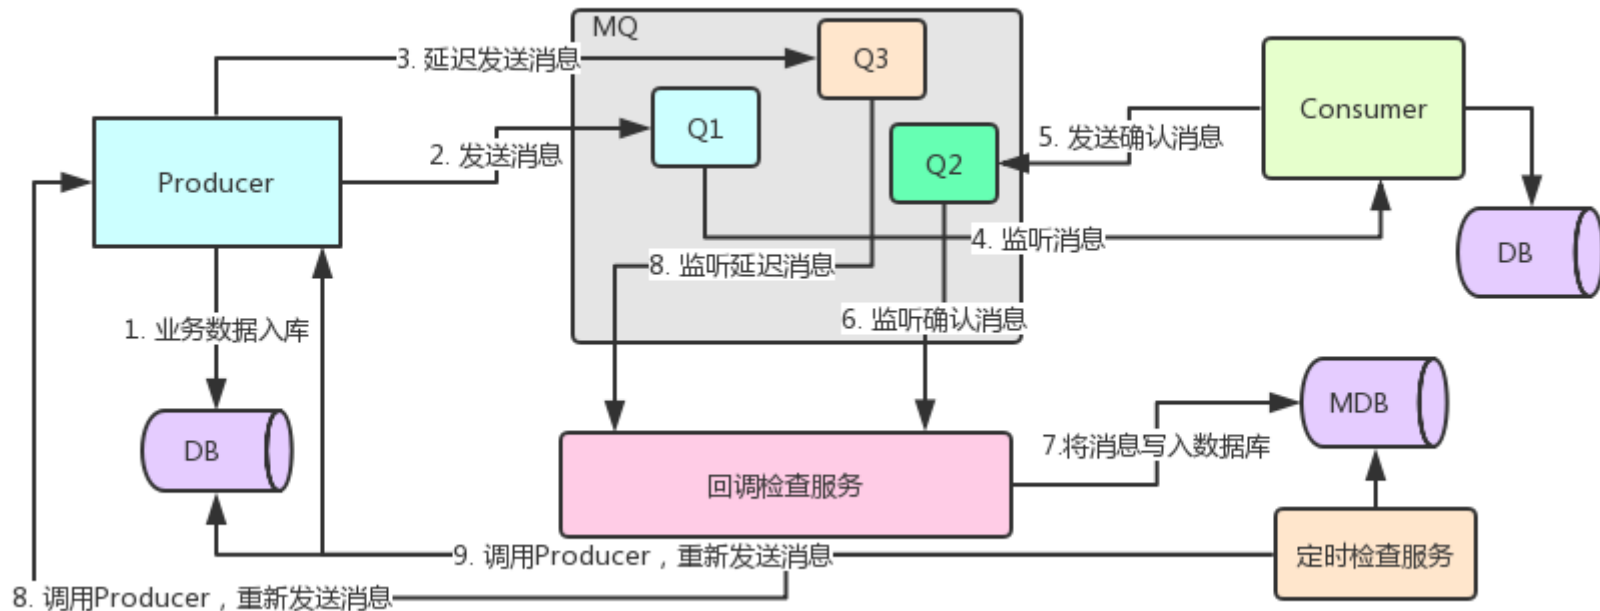 MQ
3. 延迟发送消息
Q3
Q1
Consumer
2. 发送消息
5. 发送确认消息
Q2
Producer
4. 监听消息
DB
8. 监听延迟消息
1. 业务数据入库
6. 监听确认消息
MDB
DB
7.将消息写入数据库
回调检查服务
9. 调用Producer，重新发送消息
定时检查服务
8. 调用Producer，重新发送消息